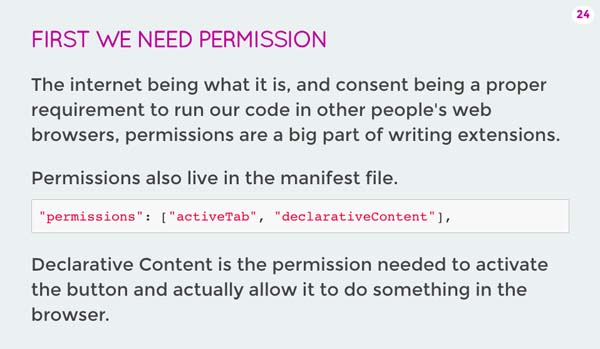 24
FIRST WE NEED PERMISSION
The internet being what it is, and consent being a proper
requirement to run our code in other people's web
browsers, permissions are a big part of writing extensions.
Permissions also live in the manifest file.
"permissions": ["activeTab", "declarativeContent"],
Declarative Content is the permission needed to activate
the button and actually allow it to do something in the
browser.